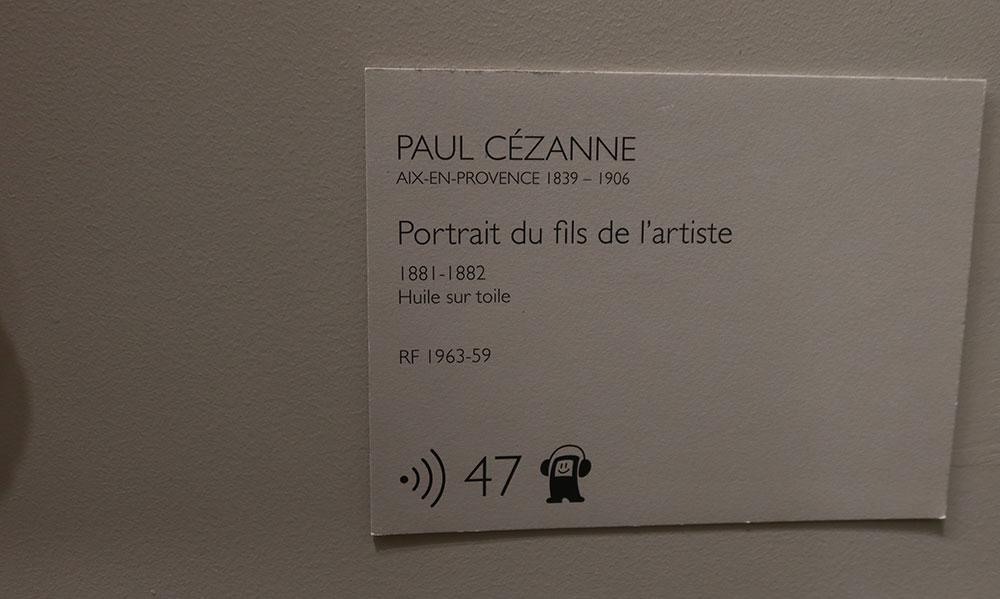 PAUL CÉZANNE
AIX-EN-PROVENCE 1839 – 1906
Portrait du fils de l'artiste
1881-1882
Huile sur toile
RF 1963-59
47